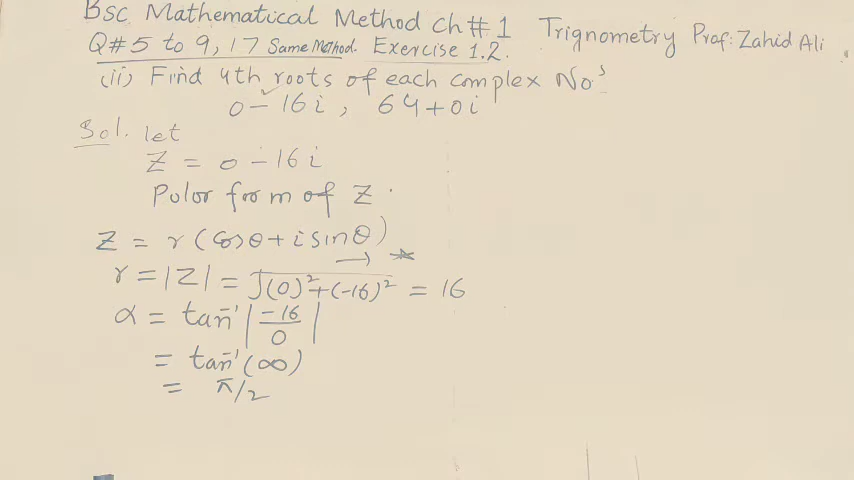 Bsc Mathematical Method Ch#1 Trignometry Prof: Zahid Ali
Q#5 to 9, 17 Same Method. Exercise 1.2.
(ii) Find 4th roots of each complex No's
0-16i, 64+0i
Sol. let
Z = 0-16i
Polor form of Z.
Z = r(Cosθ+isinθ) → *
r = |Z| = √(0)²+(-16)² = 16
α = tan⁻¹|-16/0|
= tan⁻¹(∞)
= π/2